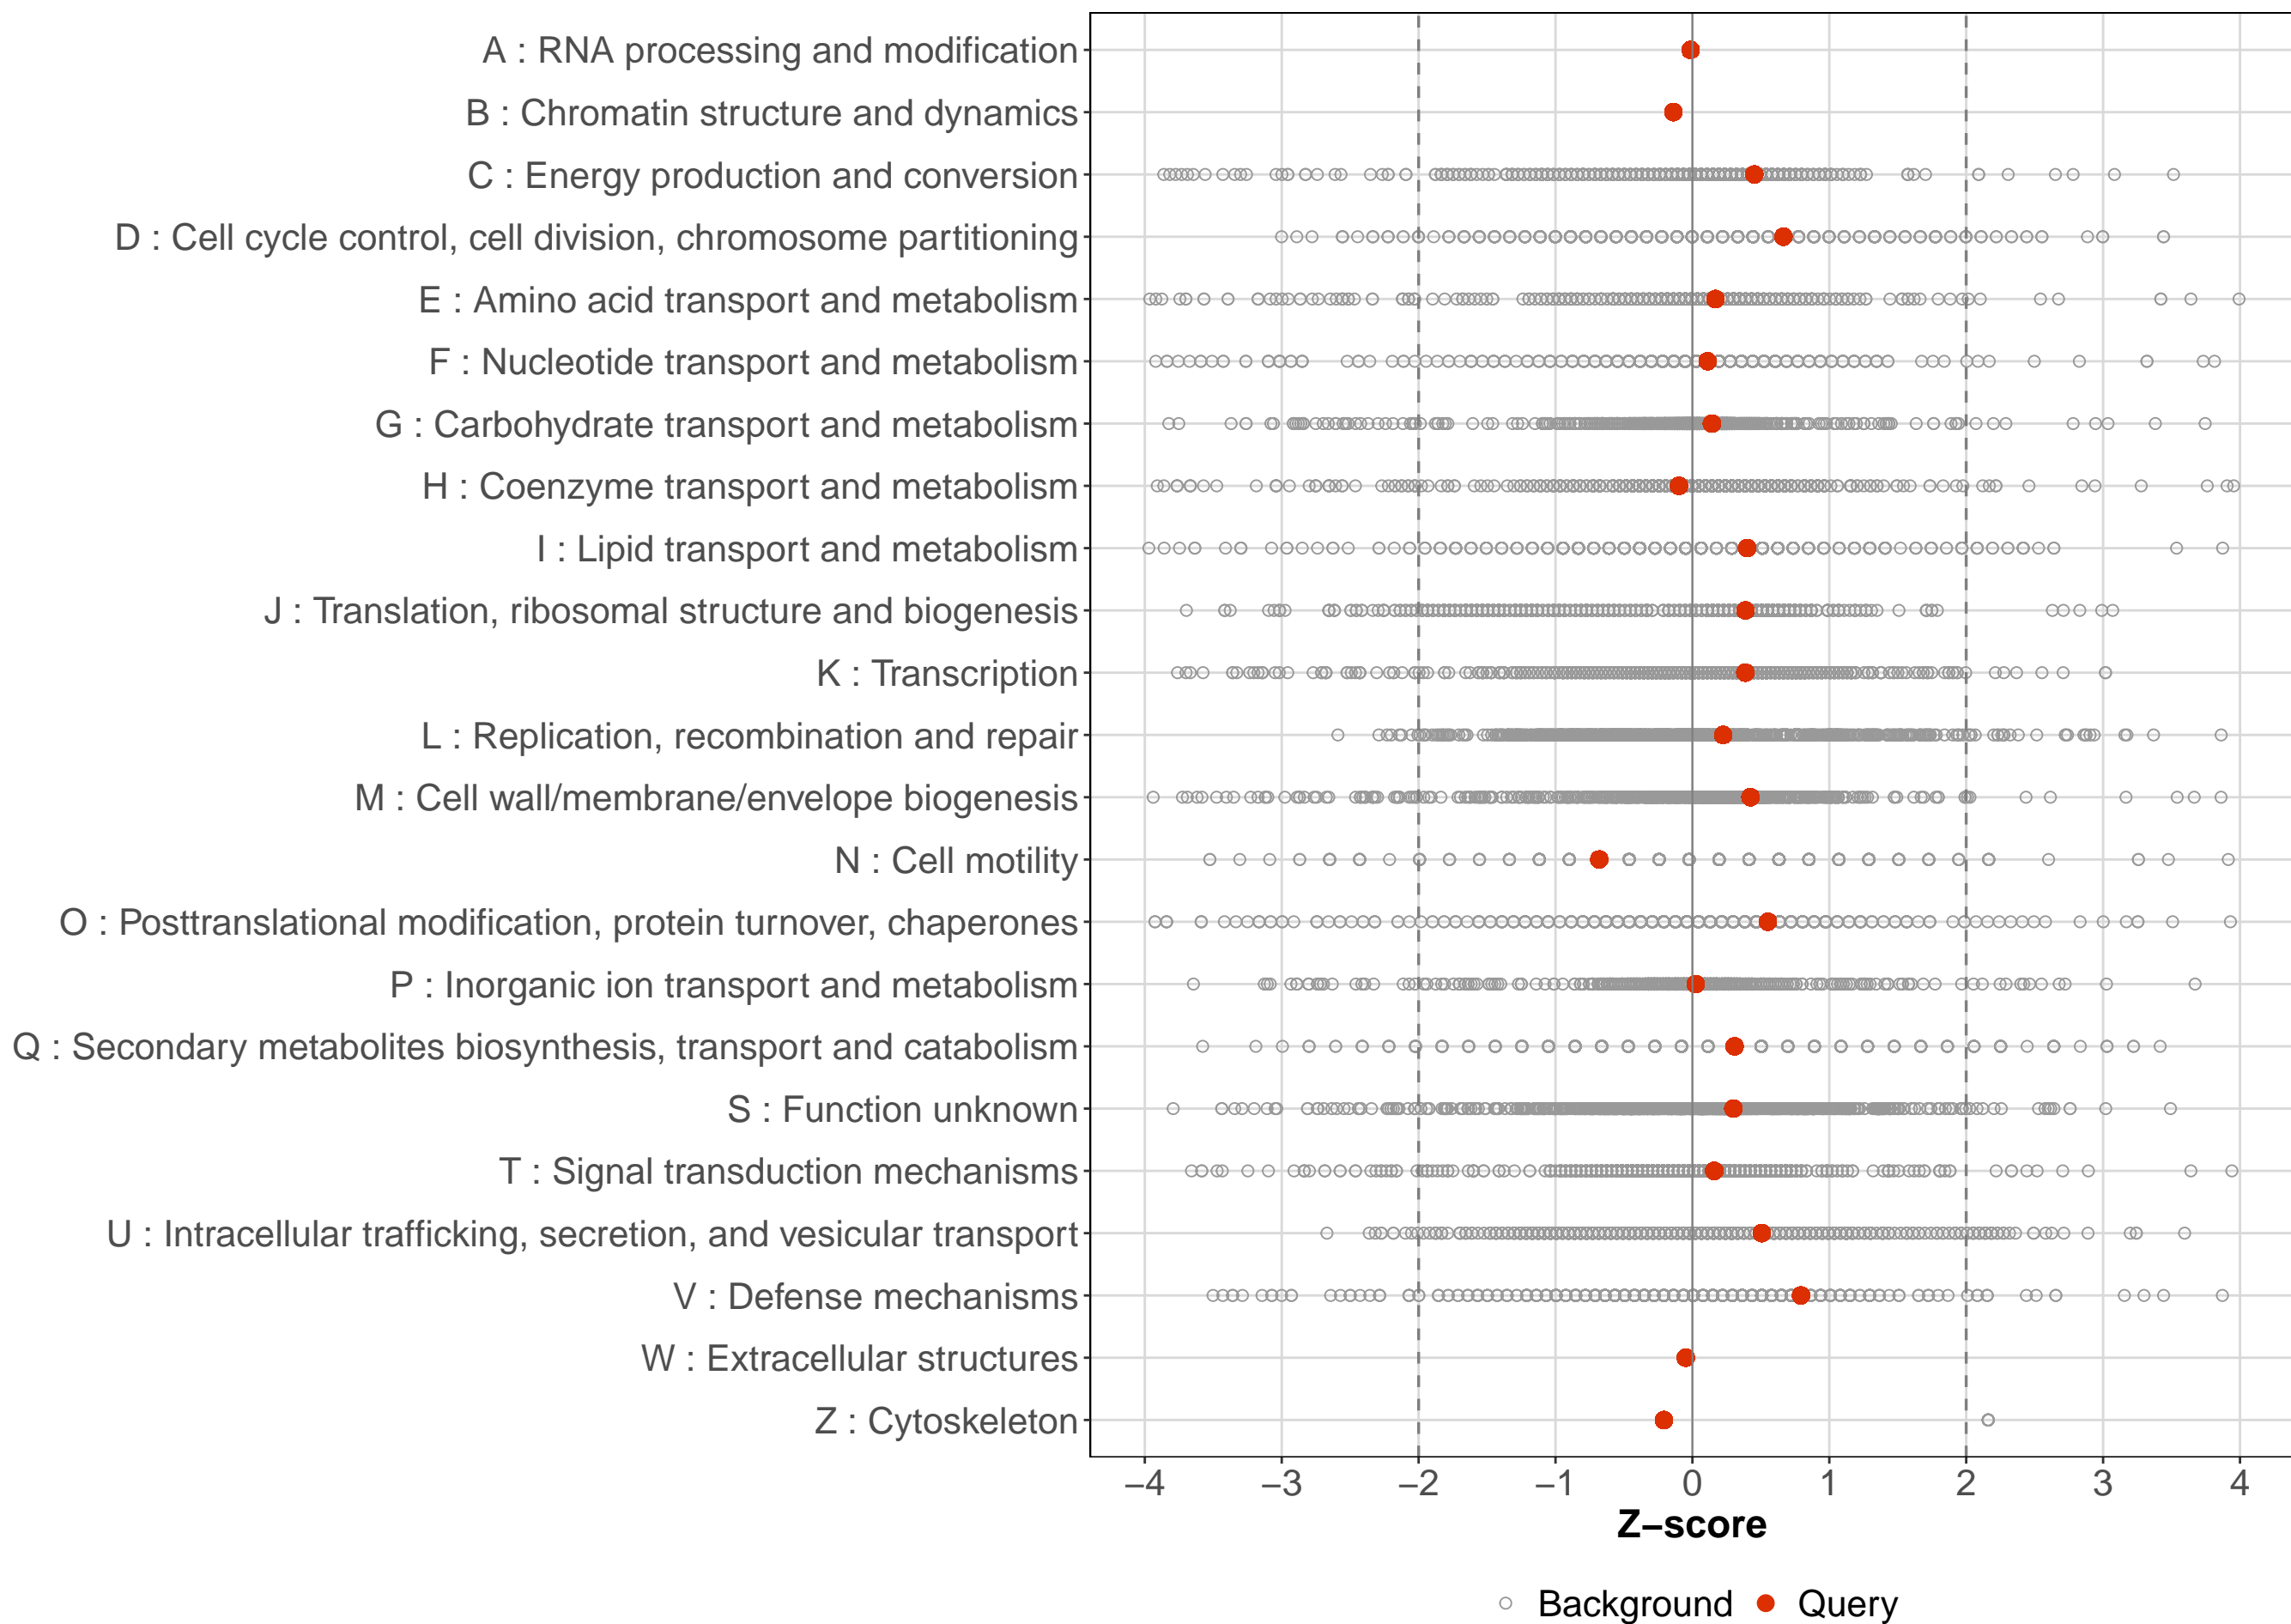 A : RNA processing and modification
B : Chromatin structure and dynamics
C : Energy production and conversion
D : Cell cycle control, cell division, chromosome partitioning
E : Amino acid transport and metabolism
F : Nucleotide transport and metabolism
G : Carbohydrate transport and metabolism
H : Coenzyme transport and metabolism
I : Lipid transport and metabolism
J : Translation, ribosomal structure and biogenesis
K : Transcription
L : Replication, recombination and repair
M : Cell wall/membrane/envelope biogenesis
N : Cell motility
O : Posttranslational modification, protein turnover, chaperones
P : Inorganic ion transport and metabolism
Q : Secondary metabolites biosynthesis, transport and catabolism
S : Function unknown
T : Signal transduction mechanisms
U : Intracellular trafficking, secretion, and vesicular transport
V : Defense mechanisms
W : Extracellular structures
Z : Cytoskeleton
−4 −3 −2 −1 0 1 2 3 4
Z−score
Background Query